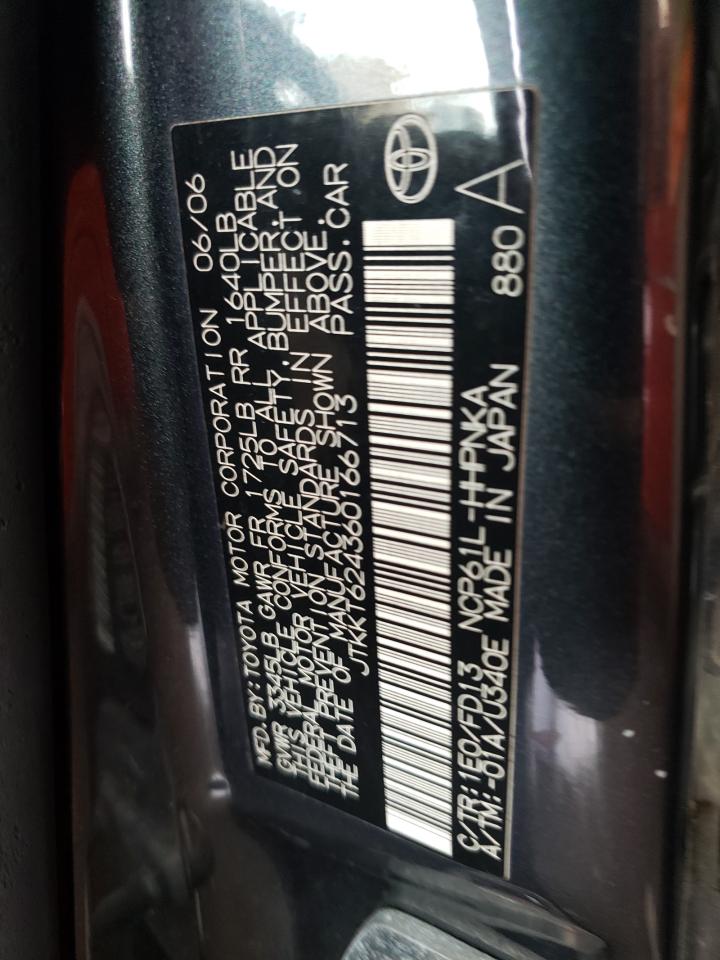 MFD. BY: TOYOTA MOTOR CORPORATION 06/06
GVWR 3345LB GAWR FR 1725LB RR 1640LB
THIS VEHICLE CONFORMS TO ALL APPLICABLE
FEDERAL MOTOR VEHICLE SAFETY, BUMPER, AND
THEFT PREVENTION STANDARDS IN EFFECT ON
THE DATE OF MANUFACTURE SHOWN ABOVE.
JTKKT624360166713 PASS. CAR
C/TR: 1E0/FD13 NCP61L-HHPNKA
A/TM: -01A/U340E MADE IN JAPAN 880 A